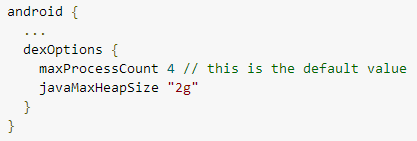 android {
  ...
  dexOptions {
    maxProcessCount 4 // this is the default value
    javaMaxHeapSize "2g"
  }
}